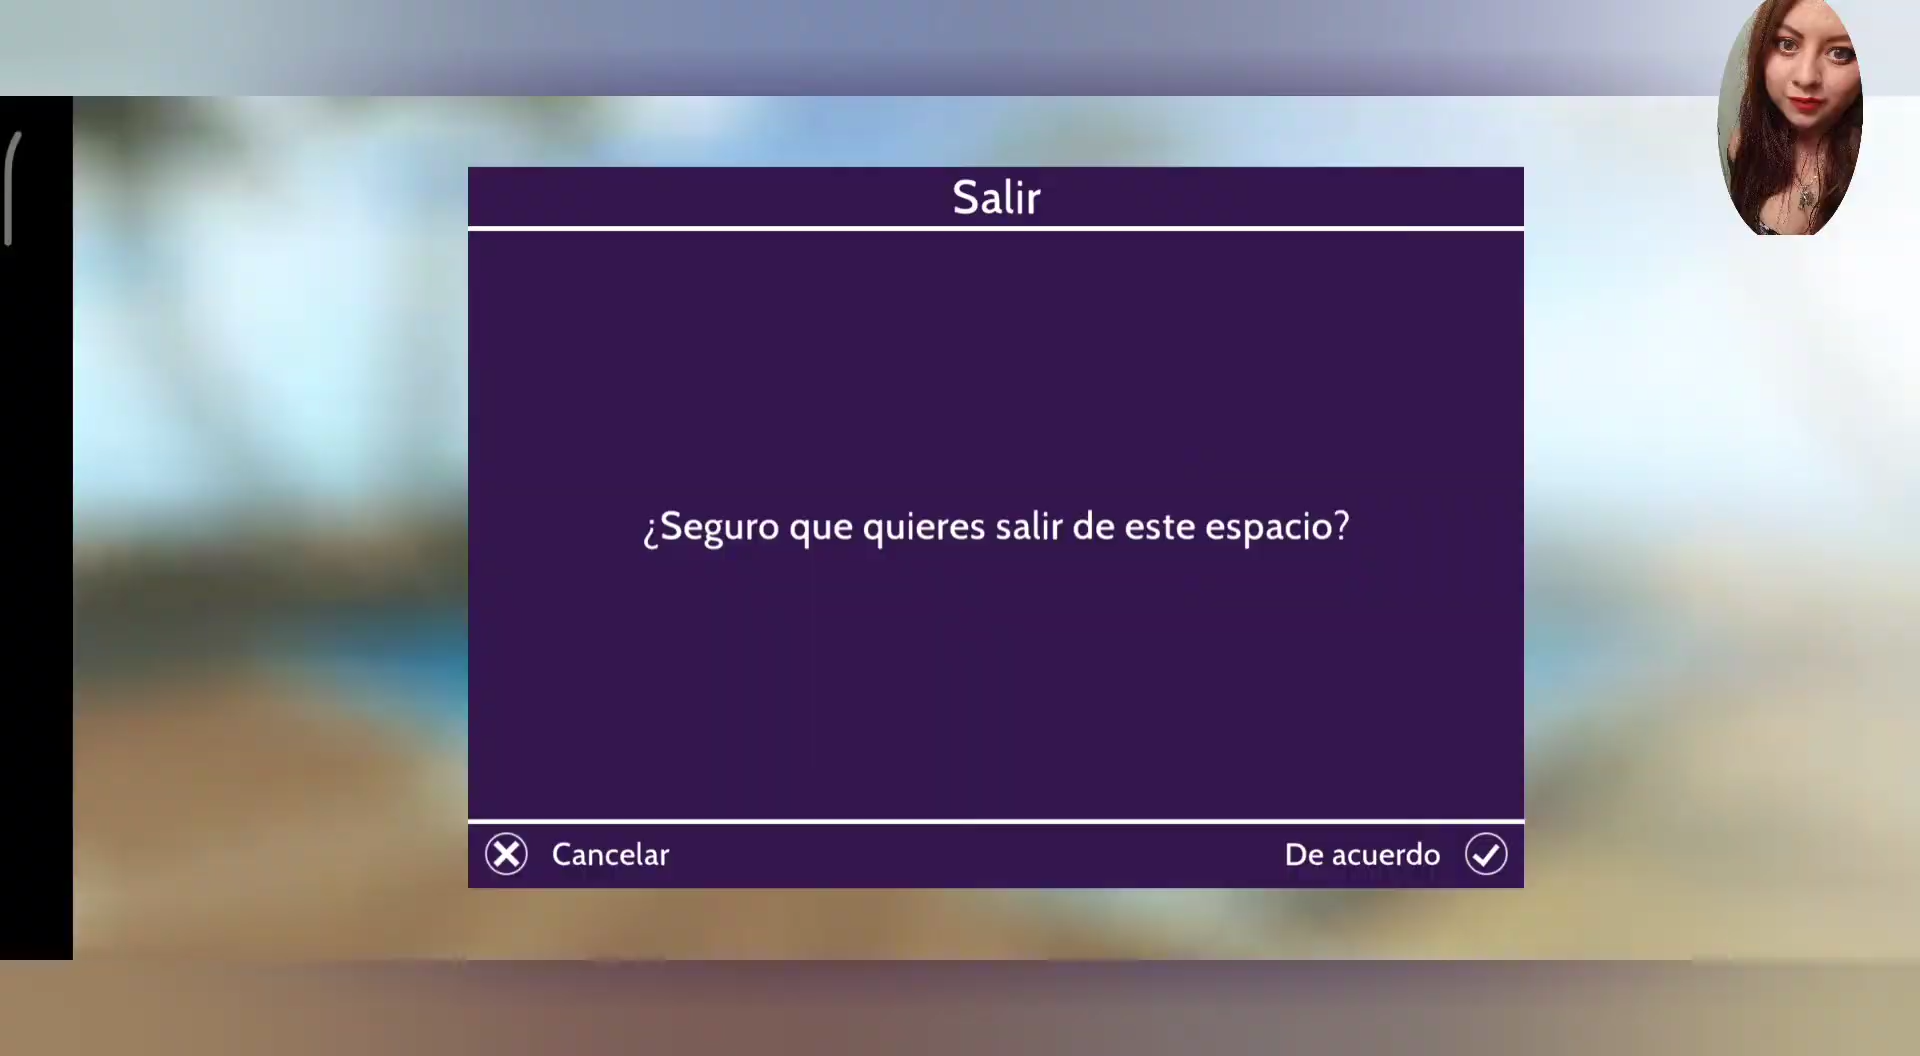 Salir
¿Seguro que quieres salir de este espacio?
Cancelar
De acuerdo